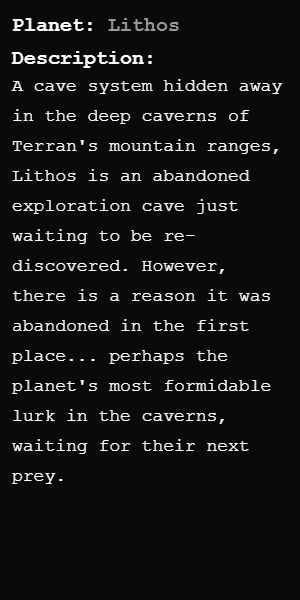 Planet: Lithos
Description:
A cave system hidden away
in the deep caverns of
Terran's mountain ranges,
Lithos is an abandoned
exploration cave just
waiting to be re-
discovered. However,
there is a reason it was
abandoned in the first
place... perhaps the
planet's most formidable
lurk in the caverns,
waiting for their next
prey.